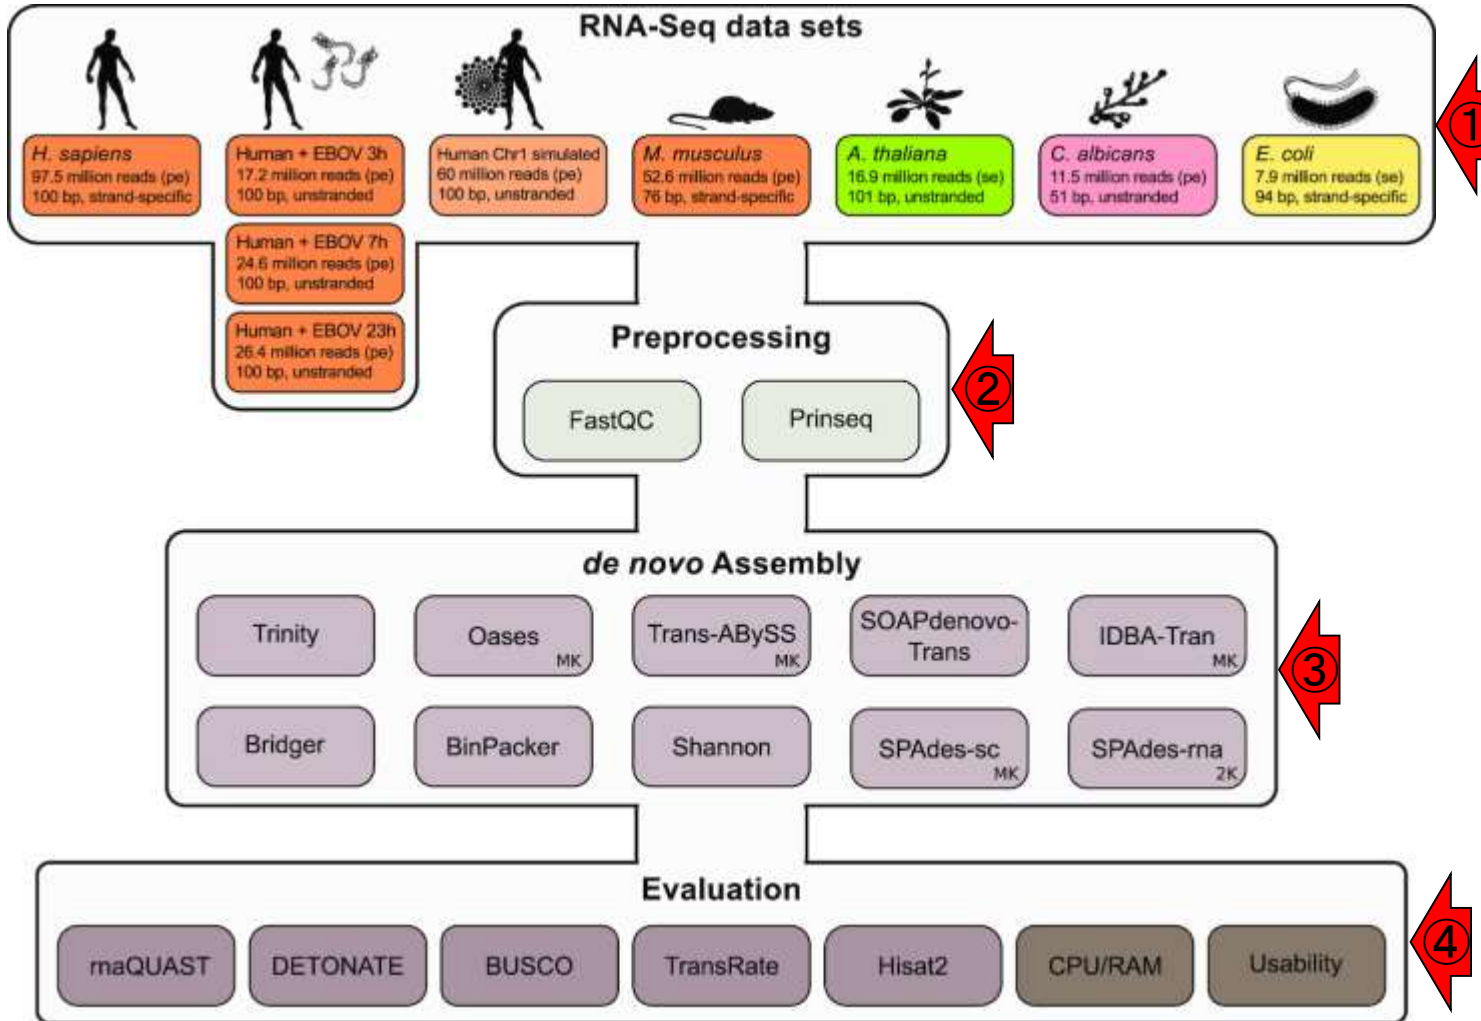 RNA-Seq data sets
①
H. sapiens
97.5 million reads (pe)
100 bp, strand-specific
Human + EBOV 3h
17.2 million reads (pe)
100 bp, unstranded
Human Chr1 simulated
60 million reads (pe)
100 bp, unstranded
M. musculus
52.6 million reads (pe)
76 bp, strand-specific
A. thaliana
16.9 million reads (se)
101 bp, unstranded
C. albicans
11.5 million reads (pe)
51 bp, unstranded
E. coli
7.9 million reads (se)
94 bp, strand-specific
Human + EBOV 7h
24.6 million reads (pe)
100 bp, unstranded
Human + EBOV 23h
26.4 million reads (pe)
100 bp, unstranded
Preprocessing
②
FastQC
Prinseq
de novo Assembly
Trinity
Oases
MK
Trans-ABySS
MK
SOAPdenovo-
Trans
IDBA-Tran
MK
③
Bridger
BinPacker
Shannon
SPAdes-sc
MK
SPAdes-rna
2K
Evaluation
④
rnaQUAST
DETONATE
BUSCO
TransRate
Hisat2
CPU/RAM
Usability